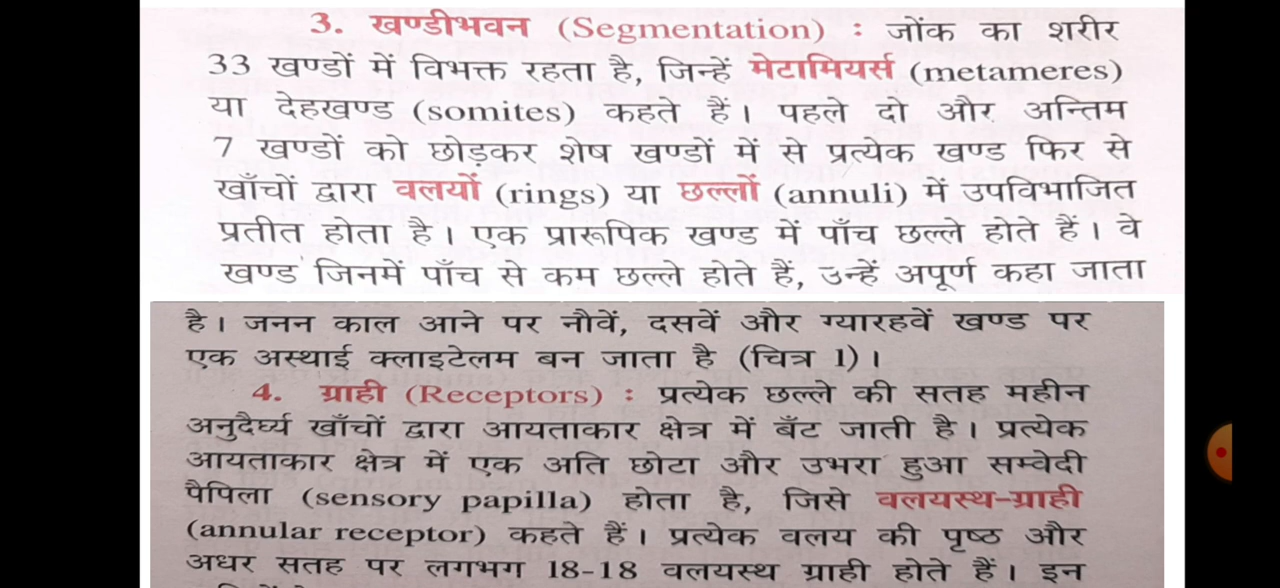 3. खण्डीभवन (Segmentation) : जोंक का शरीर
33 खण्डों में विभक्त रहता है, जिन्हें मेटामियर्स (metameres)
या देहखण्ड (somites) कहते हैं। पहले दो और अन्तिम
7 खण्डों को छोड़कर शेष खण्डों में से प्रत्येक खण्ड फिर से
खाँचों द्वारा वलयों (rings) या छल्लों (annuli) में उपविभाजित
प्रतीत होता है। एक प्रारूपिक खण्ड में पाँच छल्ले होते हैं। वे
खण्ड जिनमें पाँच से कम छल्ले होते हैं, उन्हें अपूर्ण कहा जाता
है। जनन काल आने पर नौवें, दसवें और ग्यारहवें खण्ड पर
एक अस्थाई क्लाइटेलम बन जाता है (चित्र 1)।
4. ग्राही (Receptors) : प्रत्येक छल्ले की सतह महीन
अनुदैर्घ्य खाँचों द्वारा आयताकार क्षेत्र में बँट जाती है। प्रत्येक
आयताकार क्षेत्र में एक अति छोटा और उभरा हुआ सम्वेदी
पैपिला (sensory papilla) होता है, जिसे वलयस्थ-ग्राही
(annular receptor) कहते हैं। प्रत्येक वलय की पृष्ठ और
अधर सतह पर लगभग 18-18 वलयस्थ ग्राही होते हैं। इन